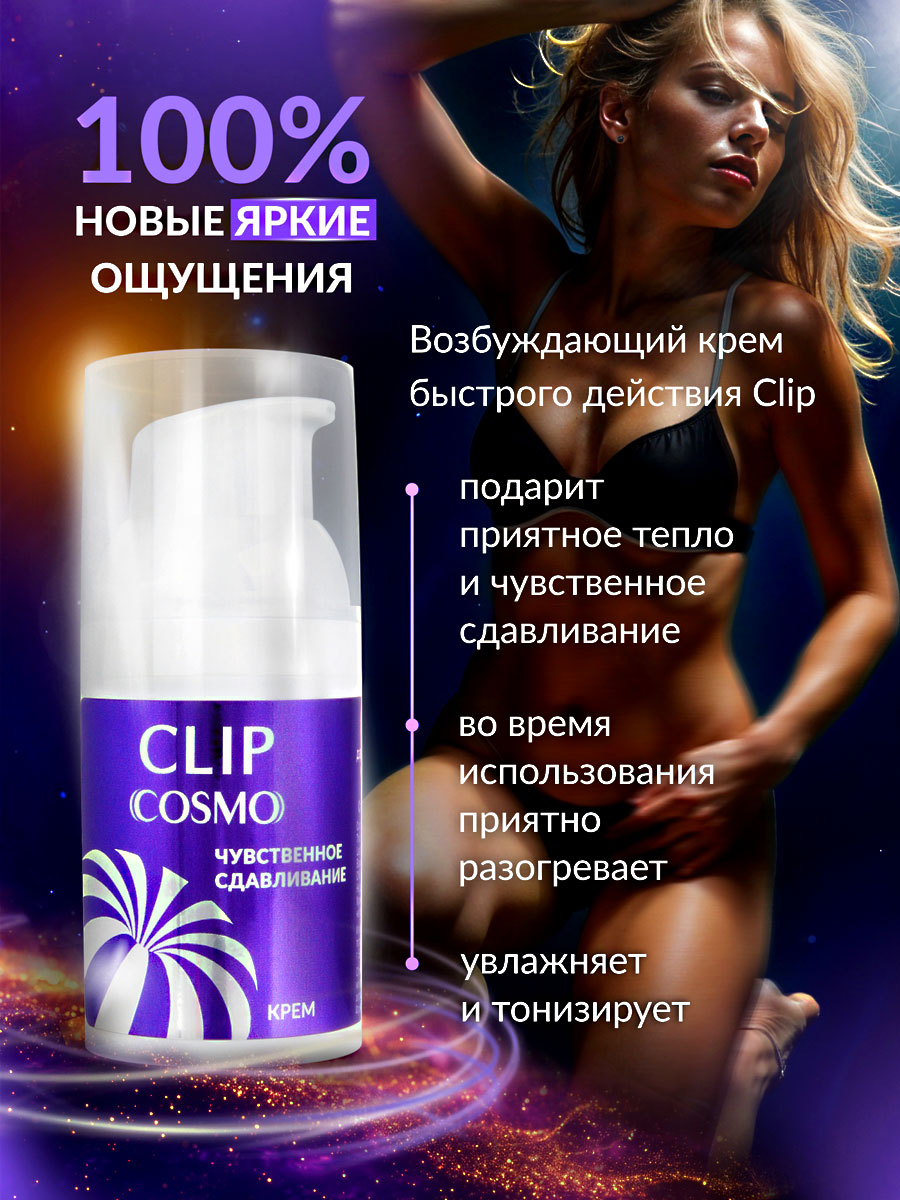 100%
НОВЫЕ ЯРКИЕ
ОЩУЩЕНИЯ
Возбуждающий крем
быстрого действия Clip
подарит
приятное тепло
и чувственное
сдавливание
во время
использования
приятно
разогревает
увлажняет
и тонизирует
CLIP
COSMO
ЧУВСТВЕННОЕ
СДАВЛИВАНИЕ
КРЕМ